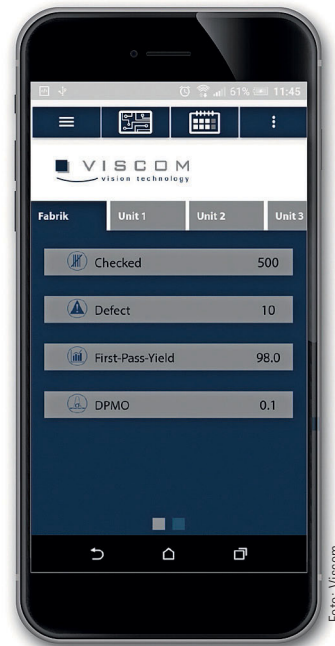 61% 11:45
VISCOM
vision technology
Fabrik Unit 1 Unit 2 Unit 3
Checked 500
Defect 10
First-Pass-Yield 98.0
DPMO 0.1
Foto: Viscom